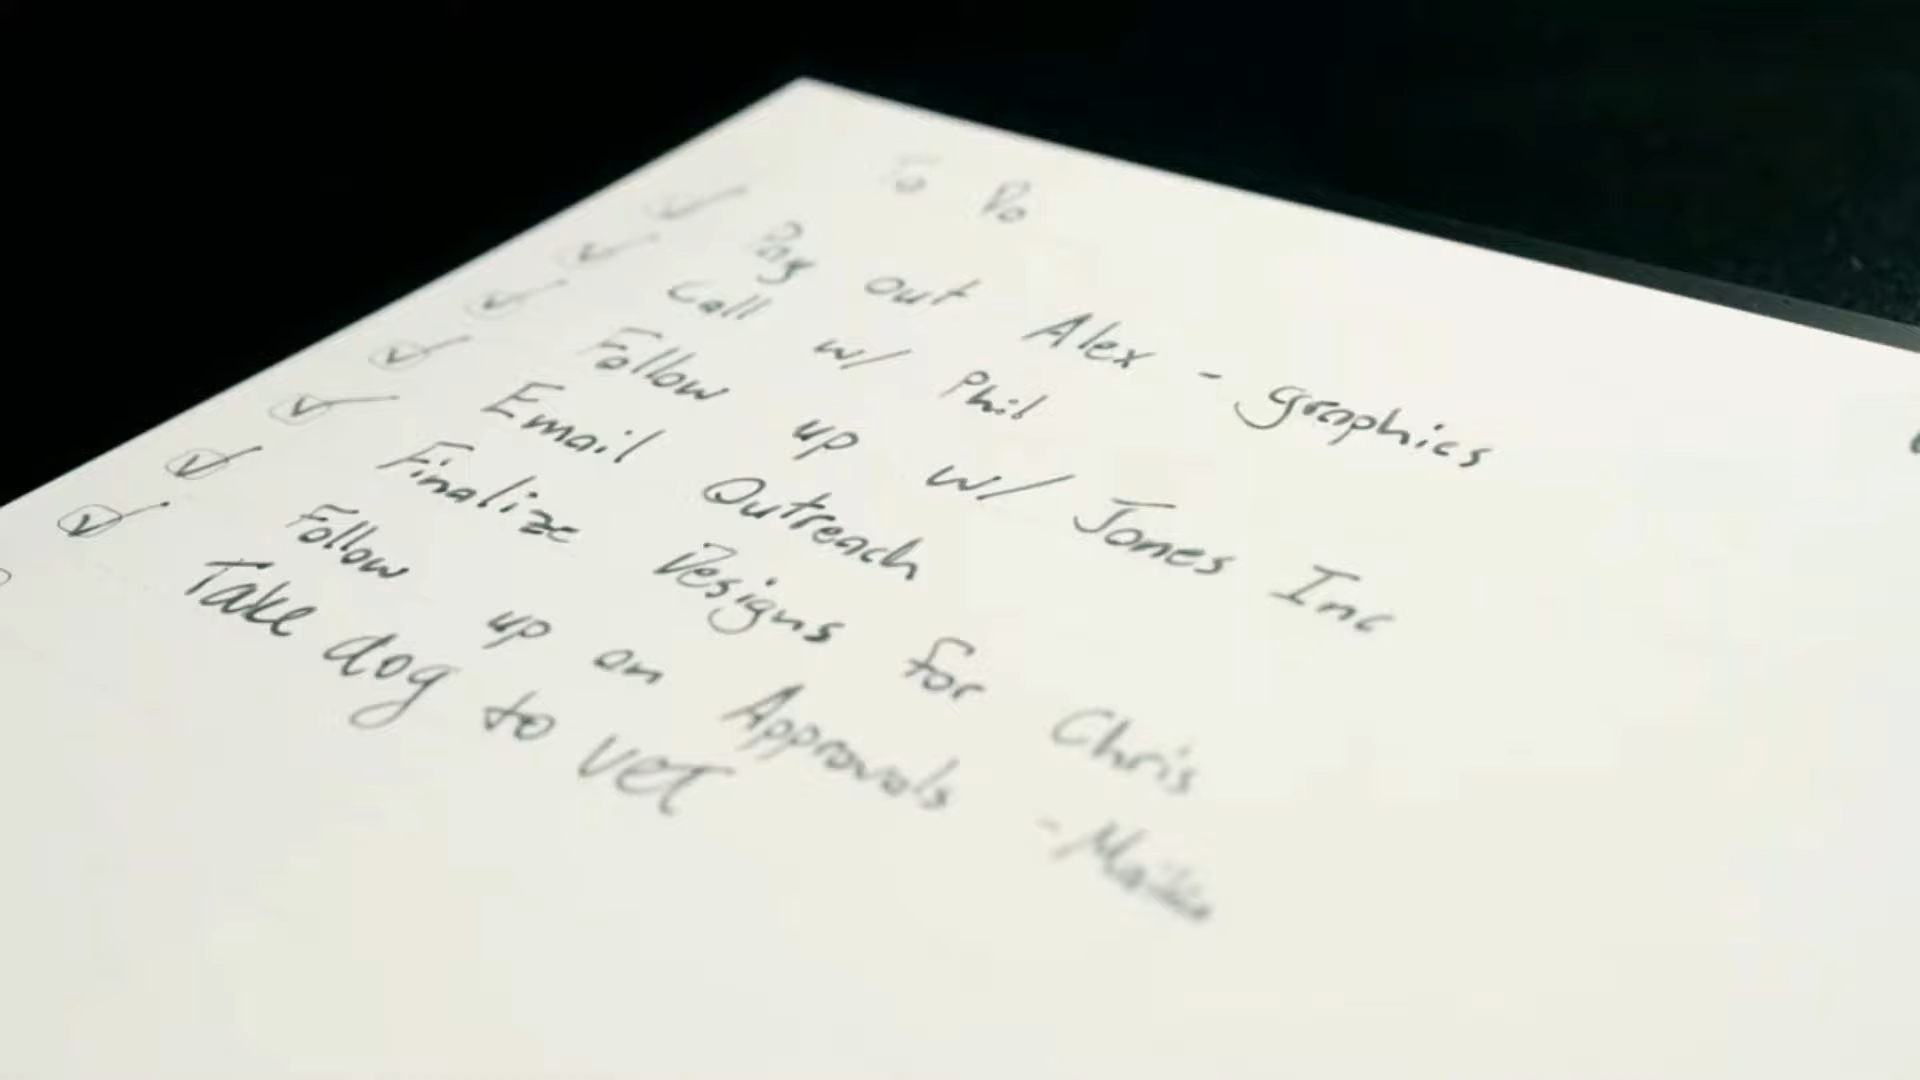 To Do
Pay out Alex - graphics
Call w/ Phil
Follow up w/ Jones Inc
Email Outreach
Finalize Designs for Chris
Follow up on Approvals -
Take dog to vet